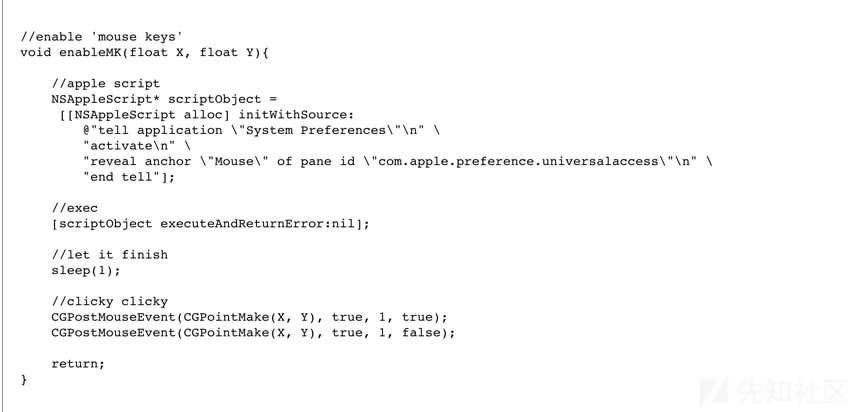 //enable 'mouse keys'
void enableMK(float X, float Y){
    //apple script
    NSAppleScript* scriptObject =
     [[NSAppleScript alloc] initWithSource:
        @"tell application \"System Preferences\"\n" \
        "activate\n" \
        "reveal anchor \"Mouse\" of pane id \"com.apple.preference.universalaccess\"\n" \
        "end tell"];
    //exec
    [scriptObject executeAndReturnError:nil];
    //let it finish
    sleep(1);
    //clicky clicky
    CGPostMouseEvent(CGPointMake(X, Y), true, 1, true);
    CGPostMouseEvent(CGPointMake(X, Y), true, 1, false);
    return;
}
先知社区